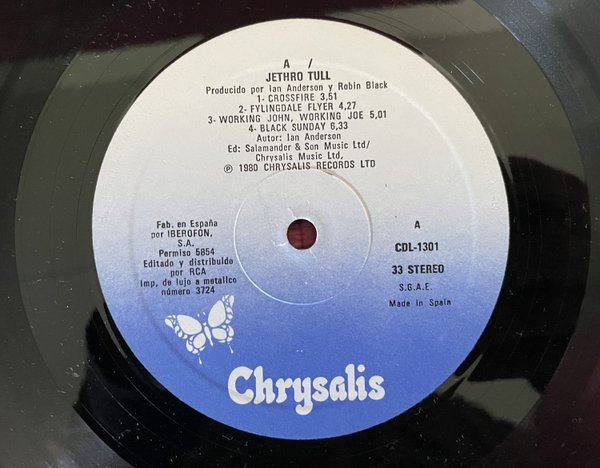 A /
JETHRO TULL
Producido por Ian Anderson y Robin Black
1- CROSSFIRE 3,51
2- FYLINGDALE FLYER 4,27
3- WORKING JOHN, WORKING JOE 5,01
4- BLACK SUNDAY 6,33
Autor: Ian Anderson
Ed: Salamander & Son Music Ltd/
Chrysalis Music Ltd,
℗ 1980 CHRYSALIS RECORDS LTD
Fab. en España
por IBEROFON,
S.A.
Permiso 5854
Editado y distribuido
por RCA
Imp. de lujo a metalico
número 3724
A
CDL-1301
33 STEREO
S.G.A.E.
Made in Spain
Chrysalis